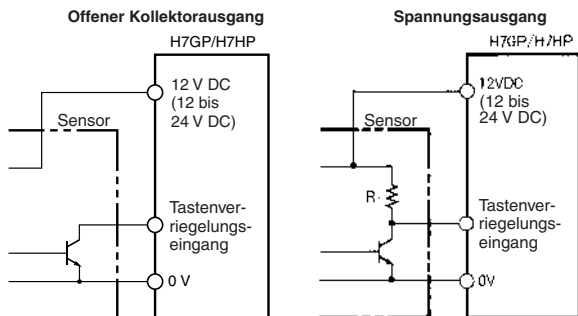 Offener Kollektorausgang
H7GP/H7HP
12 V DC
(12 bis
24 V DC)
Sensor
Tastenver-
riegelungs-
eingang
0 V
Spannungsausgang
H7GP/H7HP
12VDC
(12 bis
24 V DC)
Sensor
R
Tastenver-
riegelungs-
eingang
0V